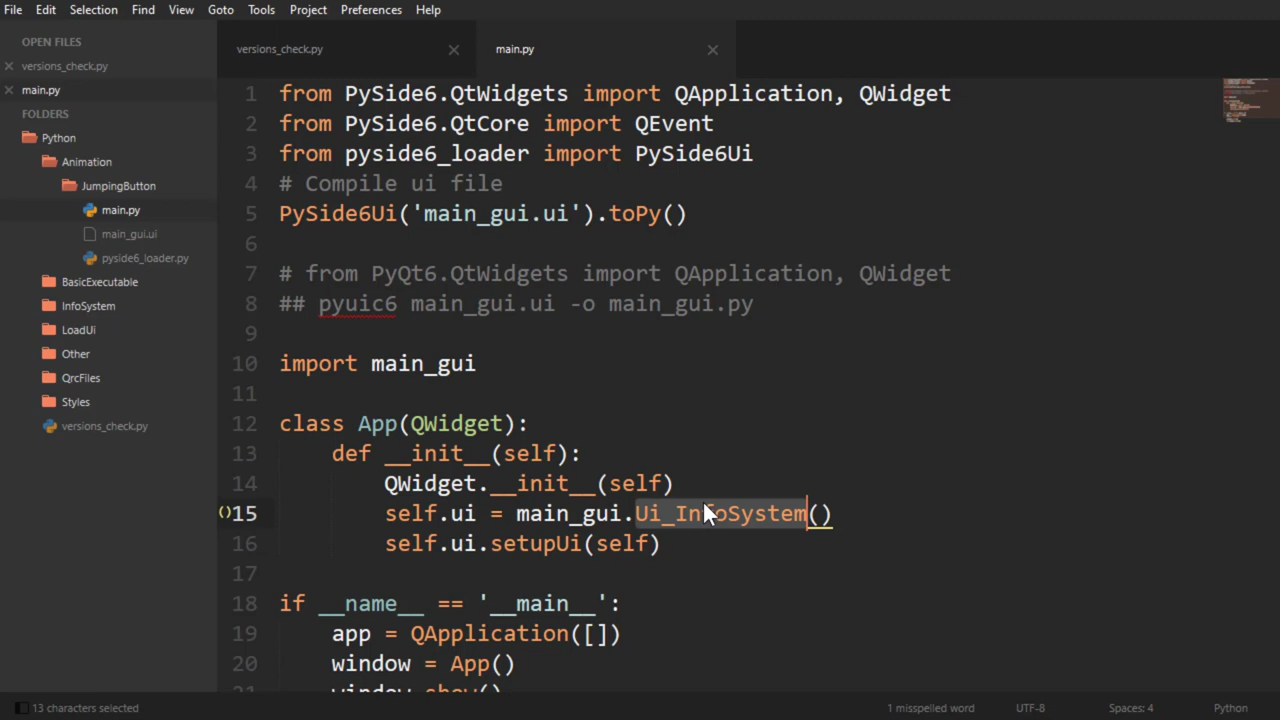 File Edit Selection Find View Goto Tools Project Preferences Help
OPEN FILES
versions_check.py
main.py
FOLDERS
Python
Animation
JumpingButton
main.py
main_gui.ui
pyside6_loader.py
BasicExecutable
InfoSystem
LoadUi
Other
QrcFiles
Styles
versions_check.py
versions_check.py main.py
1 from PySide6.QtWidgets import QApplication, QWidget
2 from PySide6.QtCore import QEvent
3 from pyside6_loader import PySide6Ui
4 # Compile ui file
5 PySide6Ui('main_gui.ui').toPy()
6
7 # from PyQt6.QtWidgets import QApplication, QWidget
8 ## pyuic6 main_gui.ui -o main_gui.py
9
10 import main_gui
11
12 class App(QWidget):
13 def __init__(self):
14 QWidget.__init__(self)
15 self.ui = main_gui.Ui_InfoSystem()
16 self.ui.setupUi(self)
17
18 if __name__ == '__main__':
19 app = QApplication([])
20 window = App()
21 window.show()
13 characters selected 1 misspelled word UTF-8 Spaces: 4 Python